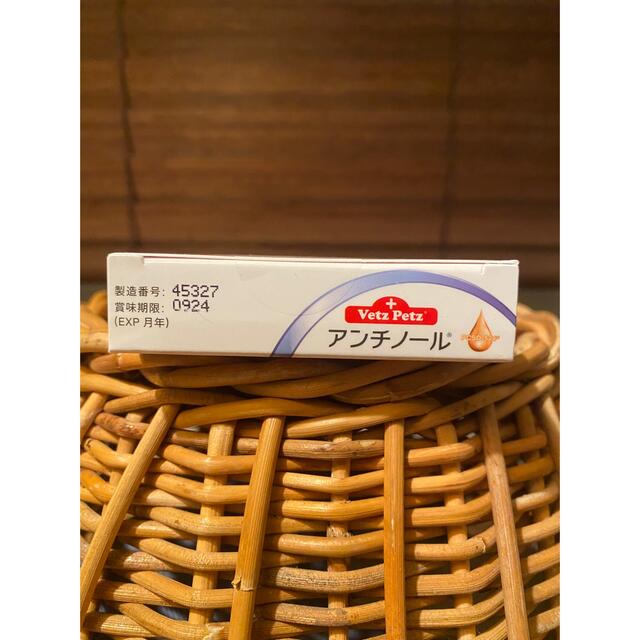 製造番号: 45327
賞味期限: 0924
(EXP 月年)
Vetz Petz®
アンチノール®